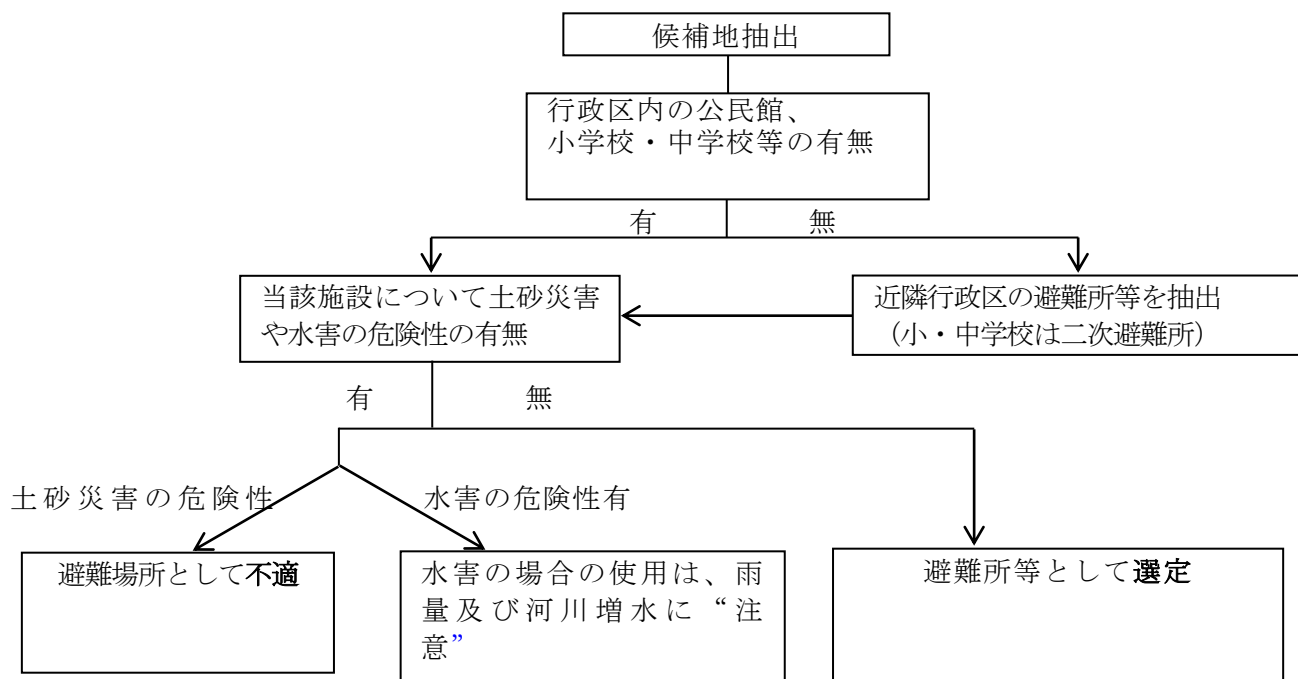 候補地抽出
行政区内の公民館、
小学校・中学校等の有無
有
無
当該施設について土砂災害
や水害の危険性の有無
近隣行政区の避難所等を抽出
（小・中学校は二次避難所）
有
無
土砂災害の危険性
水害の危険性有
避難場所として不適
水害の場合の使用は、雨
量及び河川増水に“注
意”
避難所等として選定